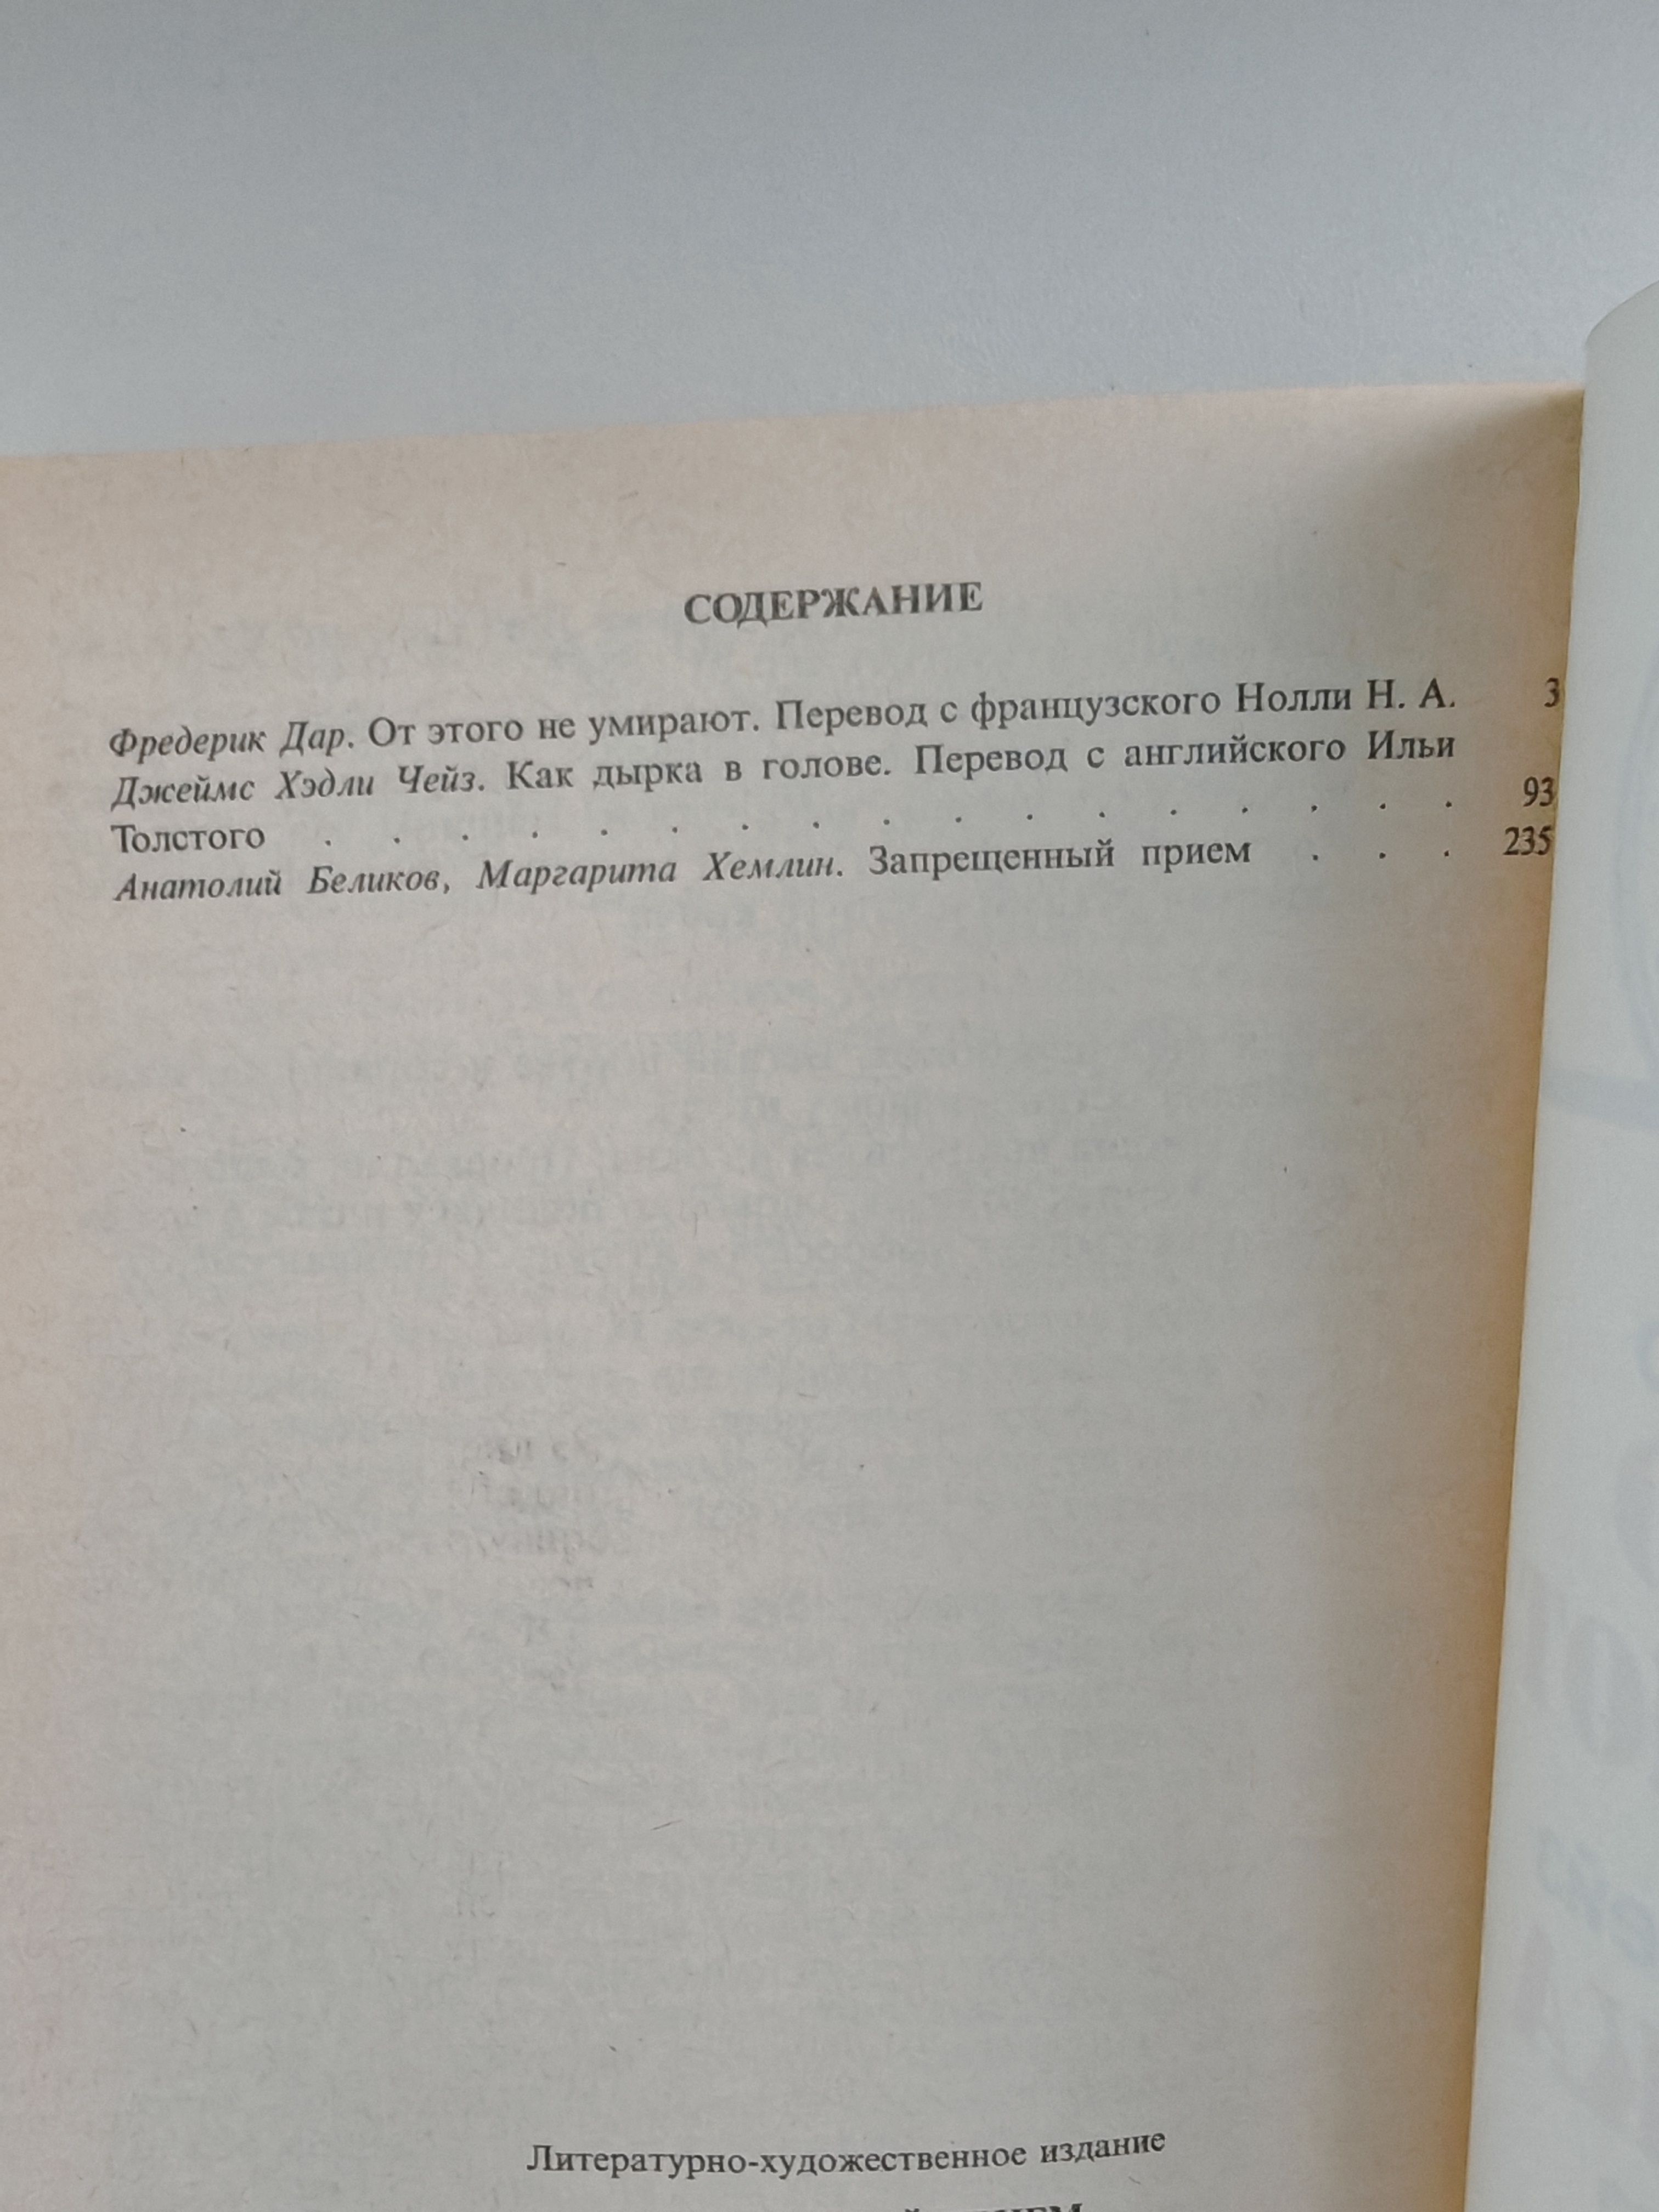 СОДЕРЖАНИЕ
Фредерик Дар. От этого не умирают. Перевод с французского Нолли Н. А. 3
Джеймс Хэдли Чейз. Как дырка в голове. Перевод с английского Ильи
Толстого . . . . . . . . . . . . . . . . . 93
Анатолий Беликов, Маргарита Хемлин. Запрещенный прием . . . 235
Литературно-художественное издание